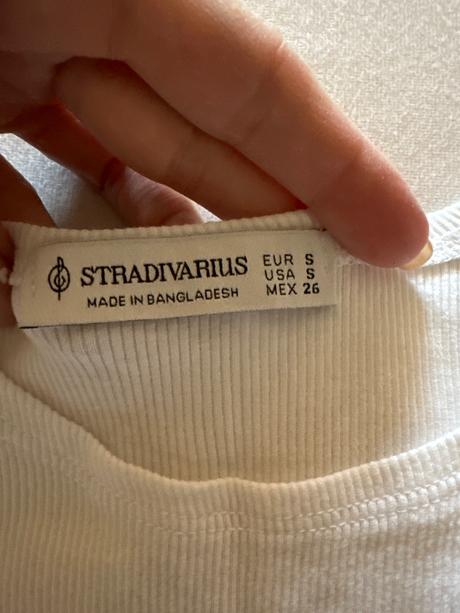 STRADIVARIUS
MADE IN BANGLADESH
EUR S
USA S
MEX 26